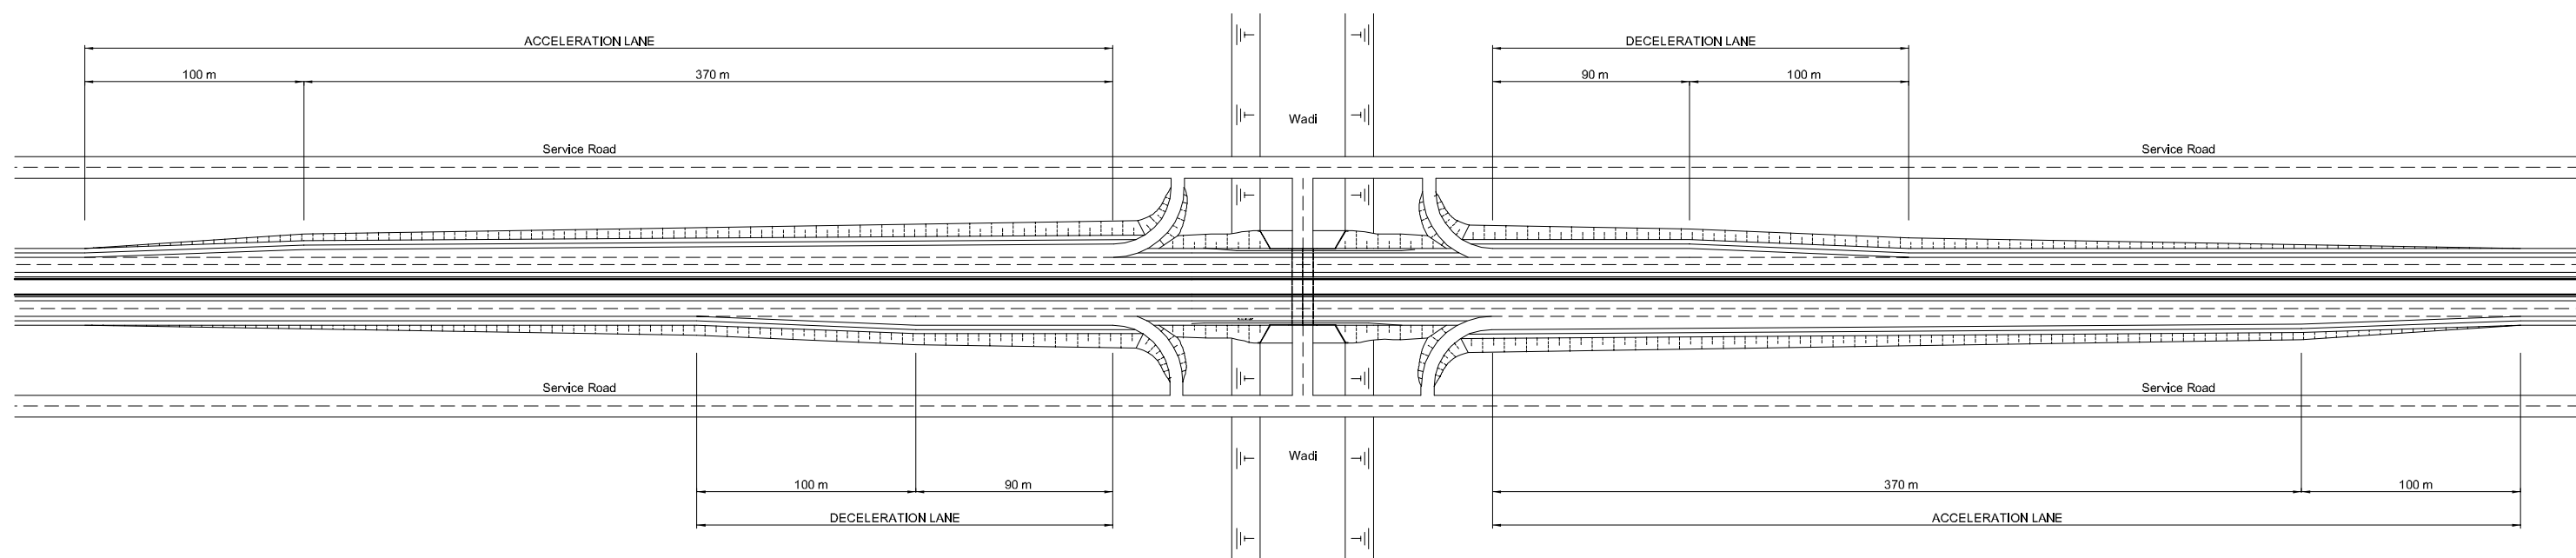 ACCELERATION LANE
DECELERATION LANE
100 m
370 m
90 m
100 m
Wadi
Service Road
Service Road
Service Road
Service Road
Wadi
100 m
90 m
370 m
100 m
DECELERATION LANE
ACCELERATION LANE